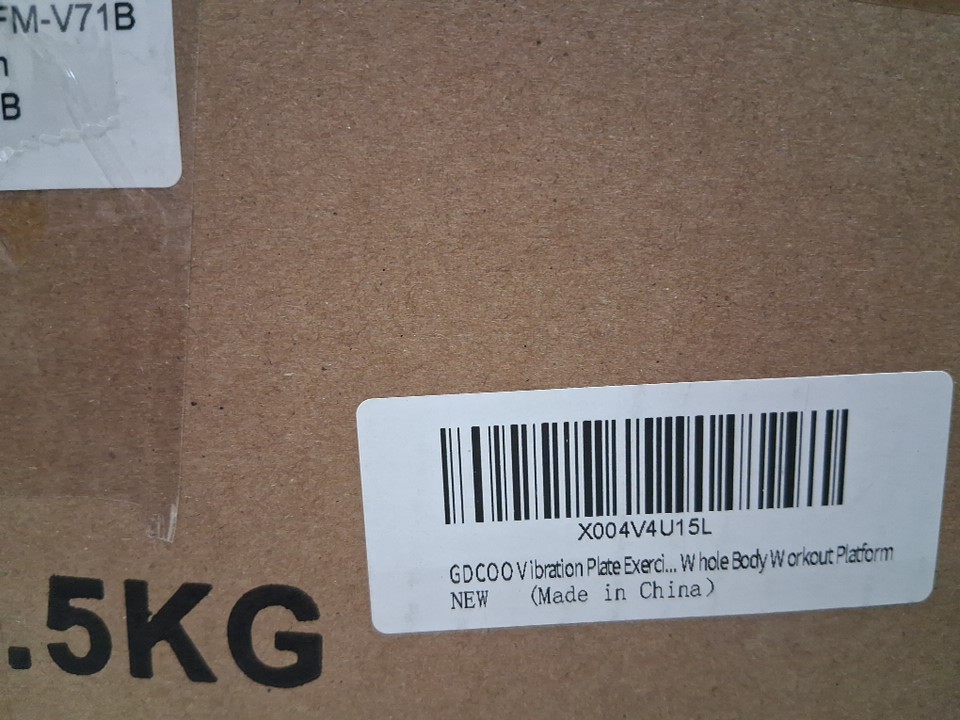 FM-V71B
n
B
X004V4U15L
GDCOO Vibration Plate Exerci... Whole Body Workout Platform
NEW (Made in China)
.5KG